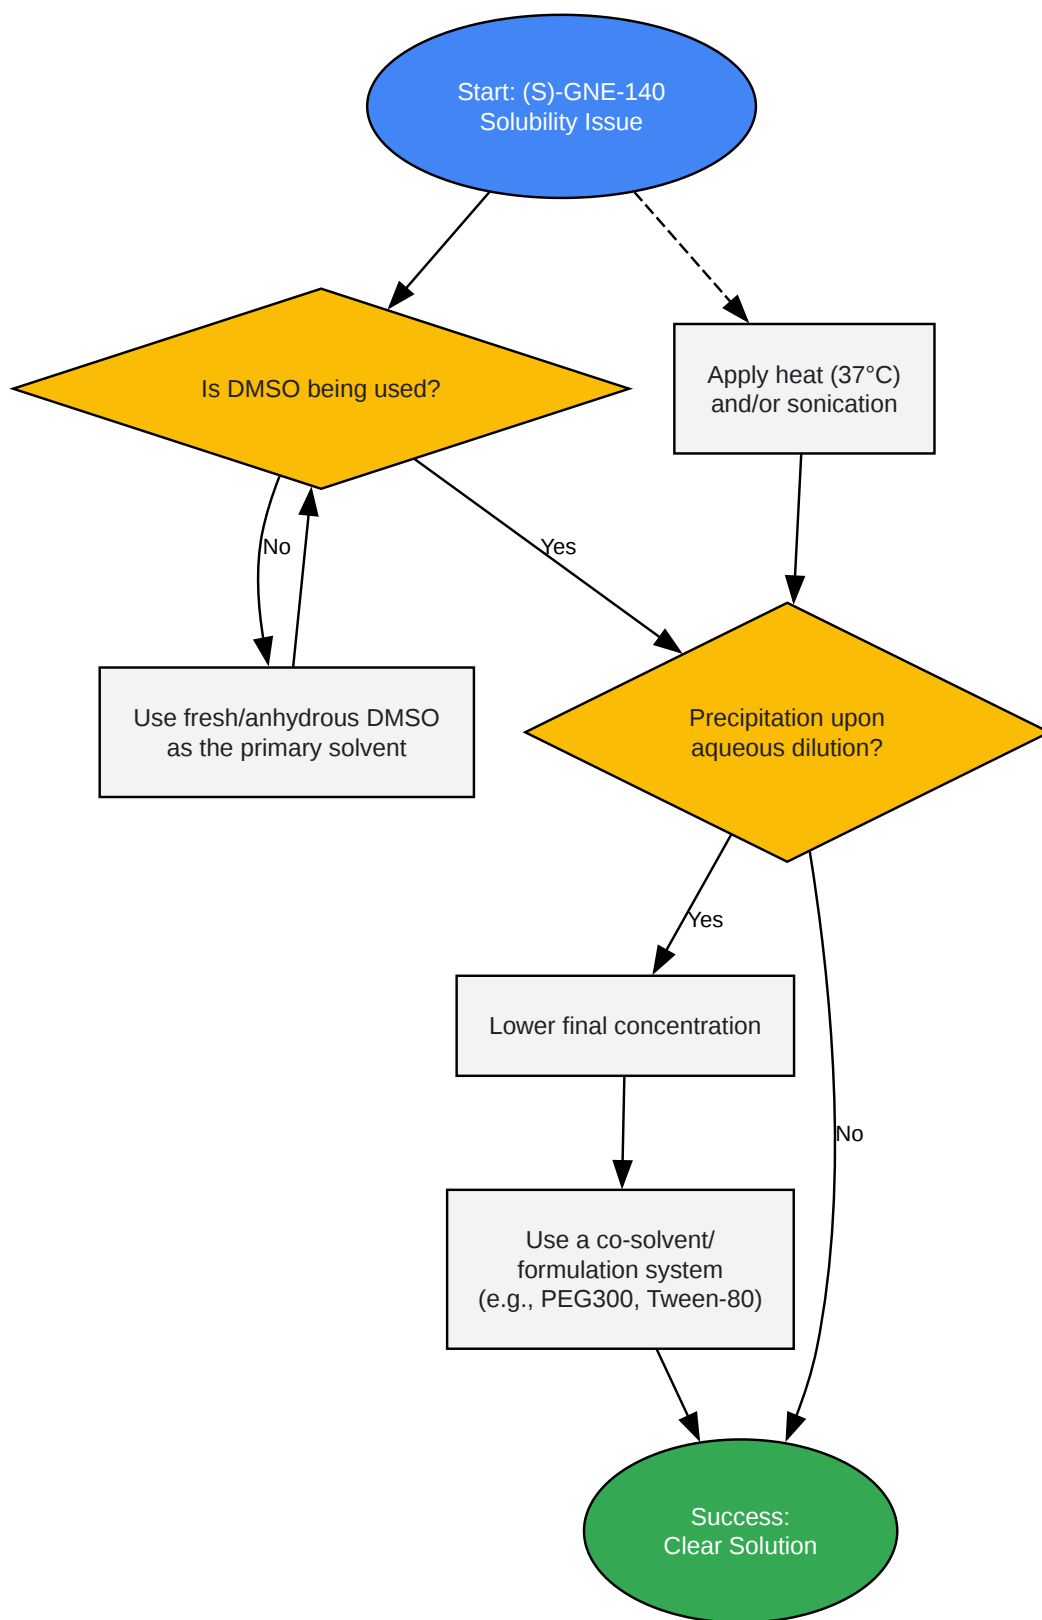 Start: (S)-GNE-140
Solubility Issue
Is DMSO being used?
Apply heat (37°C)
and/or sonication
No
Yes
Use fresh/anhydrous DMSO
as the primary solvent
Precipitation upon
aqueous dilution?
Yes
Lower final concentration
No
Use a co-solvent/
formulation system
(e.g., PEG300, Tween-80)
Success:
Clear Solution